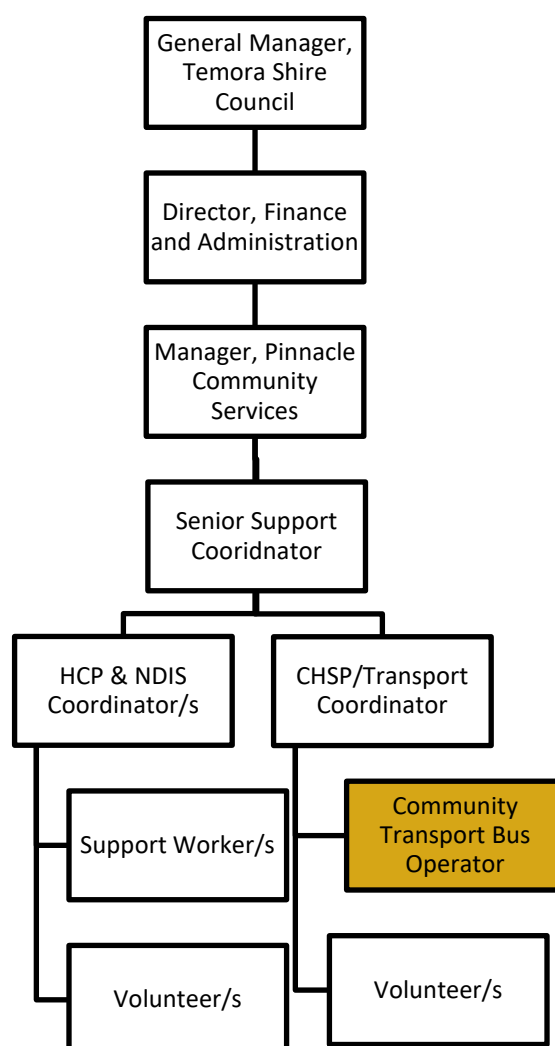 General Manager,
Temora Shire
Council
Director, Finance
and Administration
Manager, Pinnacle
Community
Services
Senior Support
Cooridnator
HCP & NDIS
Coordinator/s
CHSP/Transport
Coordinator
Support Worker/s
Community
Transport Bus
Operator
Volunteer/s
Volunteer/s